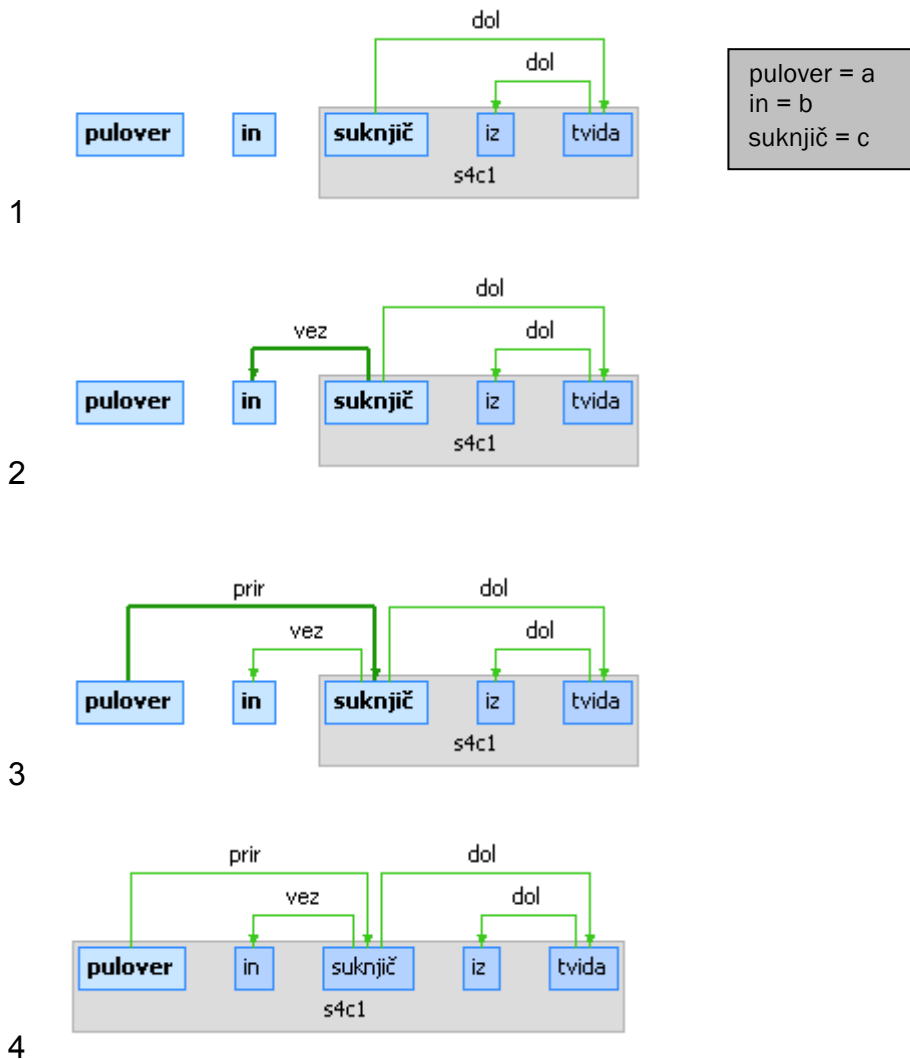 dol
dol
pulover in suknjič iz tvida
s4c1
1
pulover = a
in = b
suknjič = c
dol
vez dol
pulover in suknjič iz tvida
s4c1
2
prir dol
vez dol
pulover in suknjič iz tvida
s4c1
3
prir dol
vez dol
pulover in suknjič iz tvida
s4c1
4